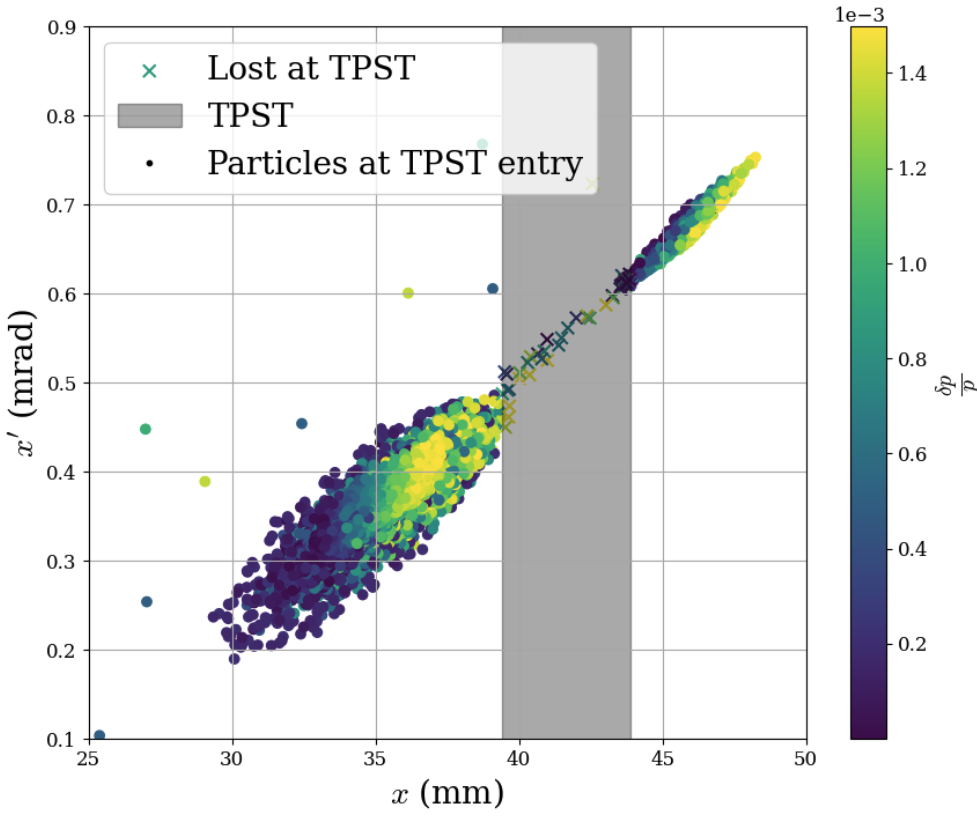 1e−3
0.9
0.8
0.7
0.6
0.5
0.4
0.3
0.2
0.1
x′ (mrad)
Lost at TPST
TPST
Particles at TPST entry
25
30
35
40
45
50
x (mm)
1.4
1.2
1.0
0.8
0.6
0.4
0.2
δp
p